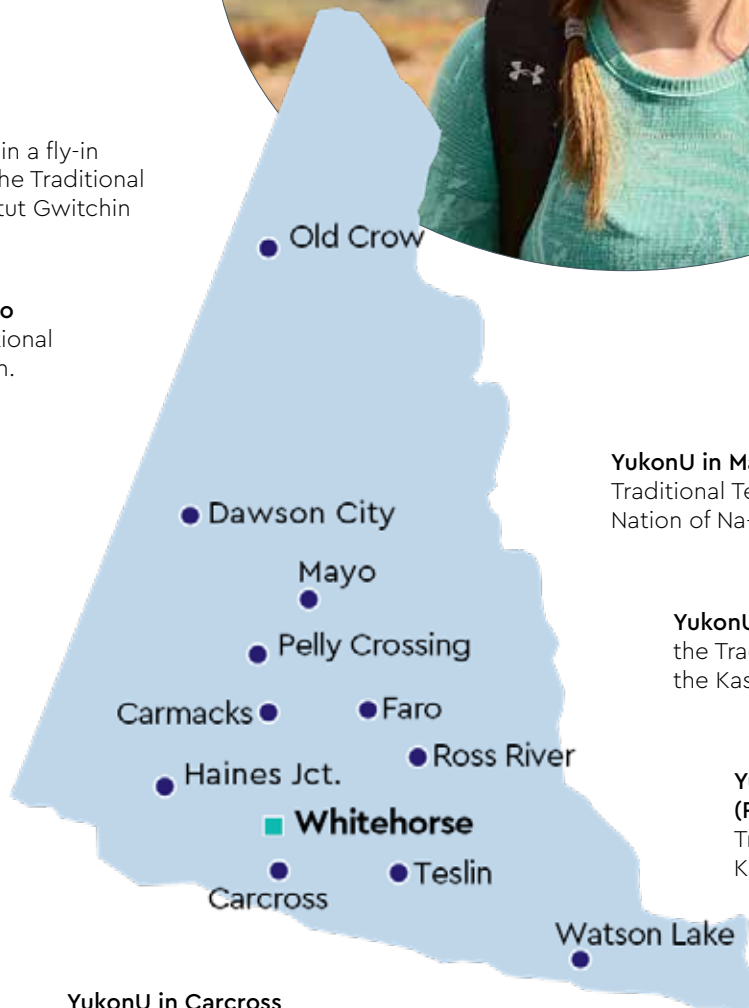 in a fly-in
he Traditional
tut Gwitchin
Old Crow
o
ional
n.
YukonU in Ma
Traditional Te
Nation of Na-
Dawson City
Mayo
Pelly Crossing
YukonU
the Tra
the Kas
Carmacks
Faro
Ross River
Haines Jct.
Y
(
Tr
K
Whitehorse
Carcross
Teslin
Watson Lake
YukonU in Carcross